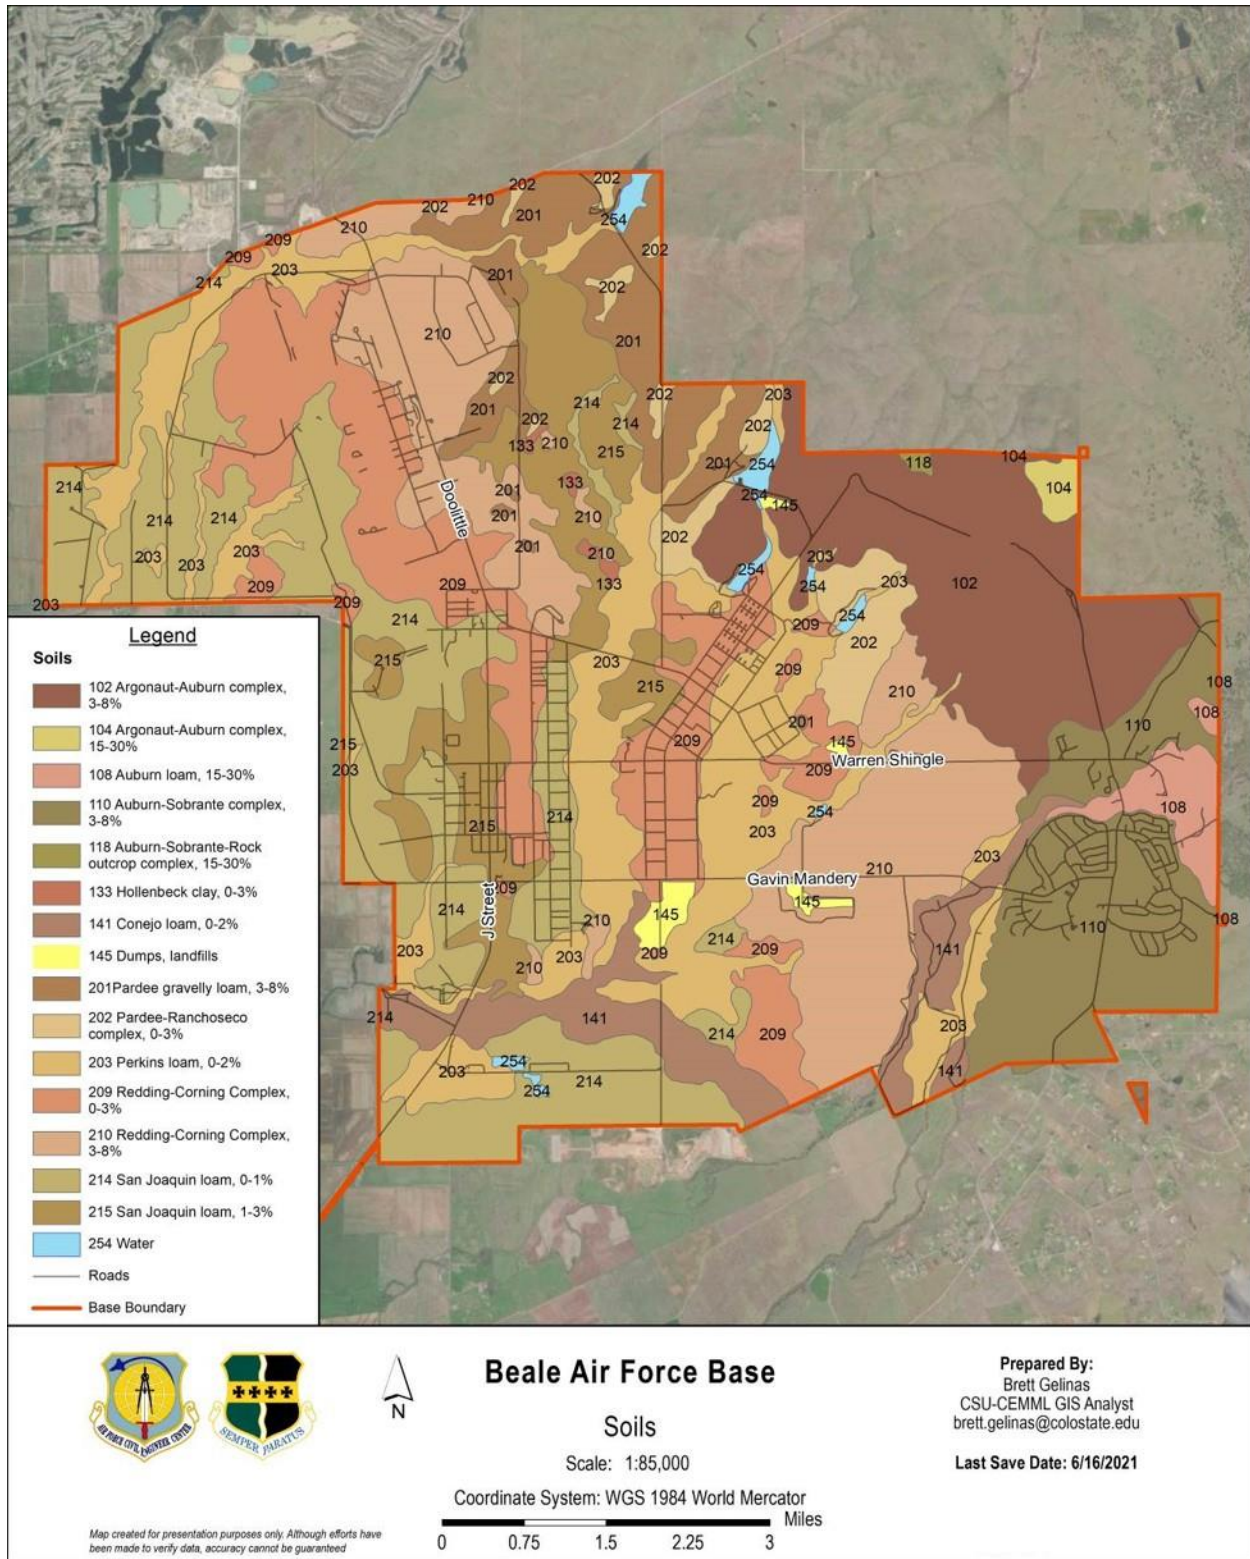 202
202
210
202
201
254
210
209
209
203
214
202
201
202
210
201
202
214
202
203
201
202
214
202
133
210
215
201
254
118
104
104
214
201
133
254
145
214
214
201
210
202
203
203
203
201
210
254
203
254
102
203
209
209
133
209
254
214
209
202
203
215
209
215
210
108
108
201
110
215
209
145
203
Warren Shingle
209
209
254
108
215
214
203
203
210
209
Gavin Mandery
214
145
145
210
110
108
203
203
209
214
209
141
210
214
141
214
209
203
203
254
214
254
141
Doolittle
J Street
Legend
Soils
102 Argonaut-Auburn complex,
3-8%
104 Argonaut-Auburn complex,
15-30%
108 Auburn loam, 15-30%
110 Auburn-Sobrante complex,
3-8%
118 Auburn-Sobrante-Rock
outcrop complex, 15-30%
133 Hollenbeck clay, 0-3%
141 Conejo loam, 0-2%
145 Dumps, landfills
201Pardee gravelly loam, 3-8%
202 Pardee-Ranchoseco
complex, 0-3%
203 Perkins loam, 0-2%
209 Redding-Corning Complex,
0-3%
210 Redding-Corning Complex,
3-8%
214 San Joaquin loam, 0-1%
215 San Joaquin loam, 1-3%
254 Water
Roads
Base Boundary
AIR FORCE CIVIL ENGINEER CENTER
SEMPER PARATUS
N
Beale Air Force Base
Soils
Scale: 1:85,000
Coordinate System: WGS 1984 World Mercator
Miles
0 0.75 1.5 2.25 3
Prepared By:
Brett Gelinas
CSU-CEMML GIS Analyst
brett.gelinas@colostate.edu
Last Save Date: 6/16/2021
Map created for presentation purposes only. Although efforts have
been made to verify data, accuracy cannot be guaranteed